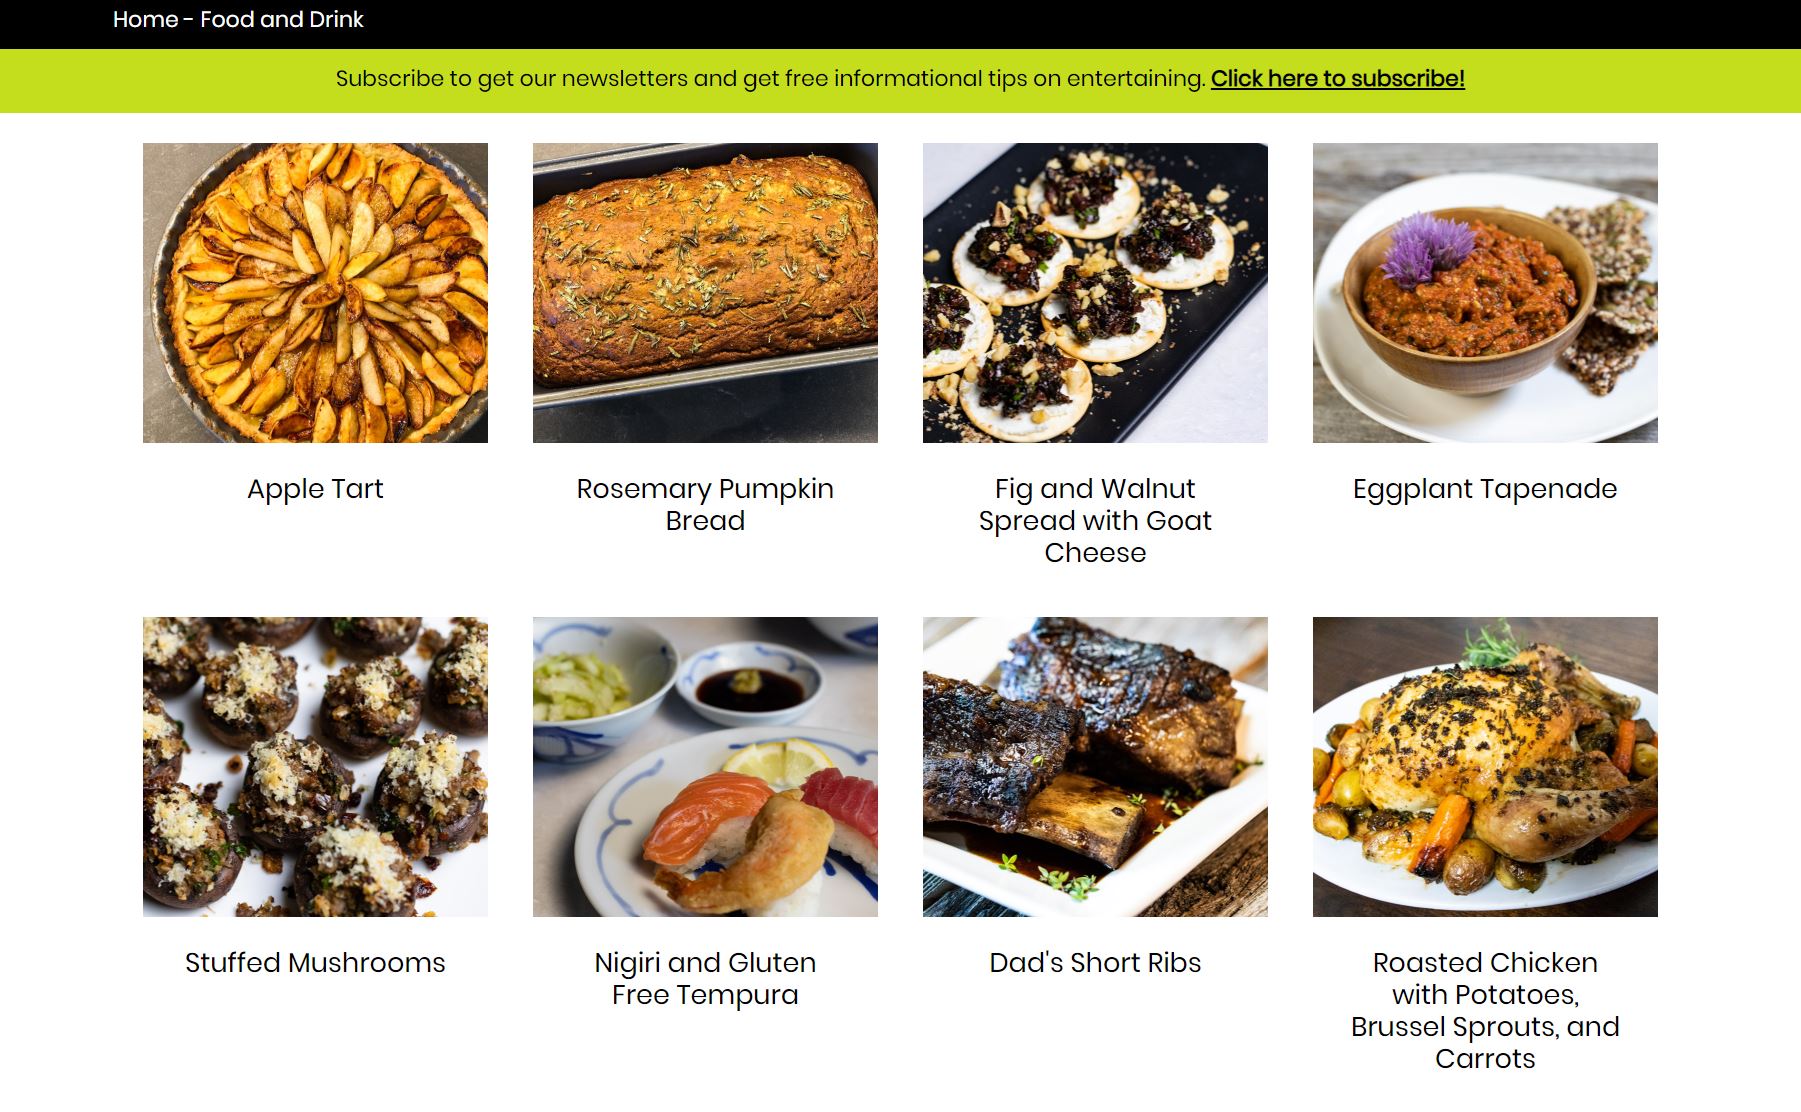 Home - Food and Drink
Subscribe to get our newsletters and get free informational tips on entertaining. Click here to subscribe!
Apple Tart
Rosemary Pumpkin
Bread
Fig and Walnut
Spread with Goat
Cheese
Eggplant Tapenade
Stuffed Mushrooms
Nigiri and Gluten
Free Tempura
Dad's Short Ribs
Roasted Chicken
with Potatoes,
Brussel Sprouts, and
Carrots